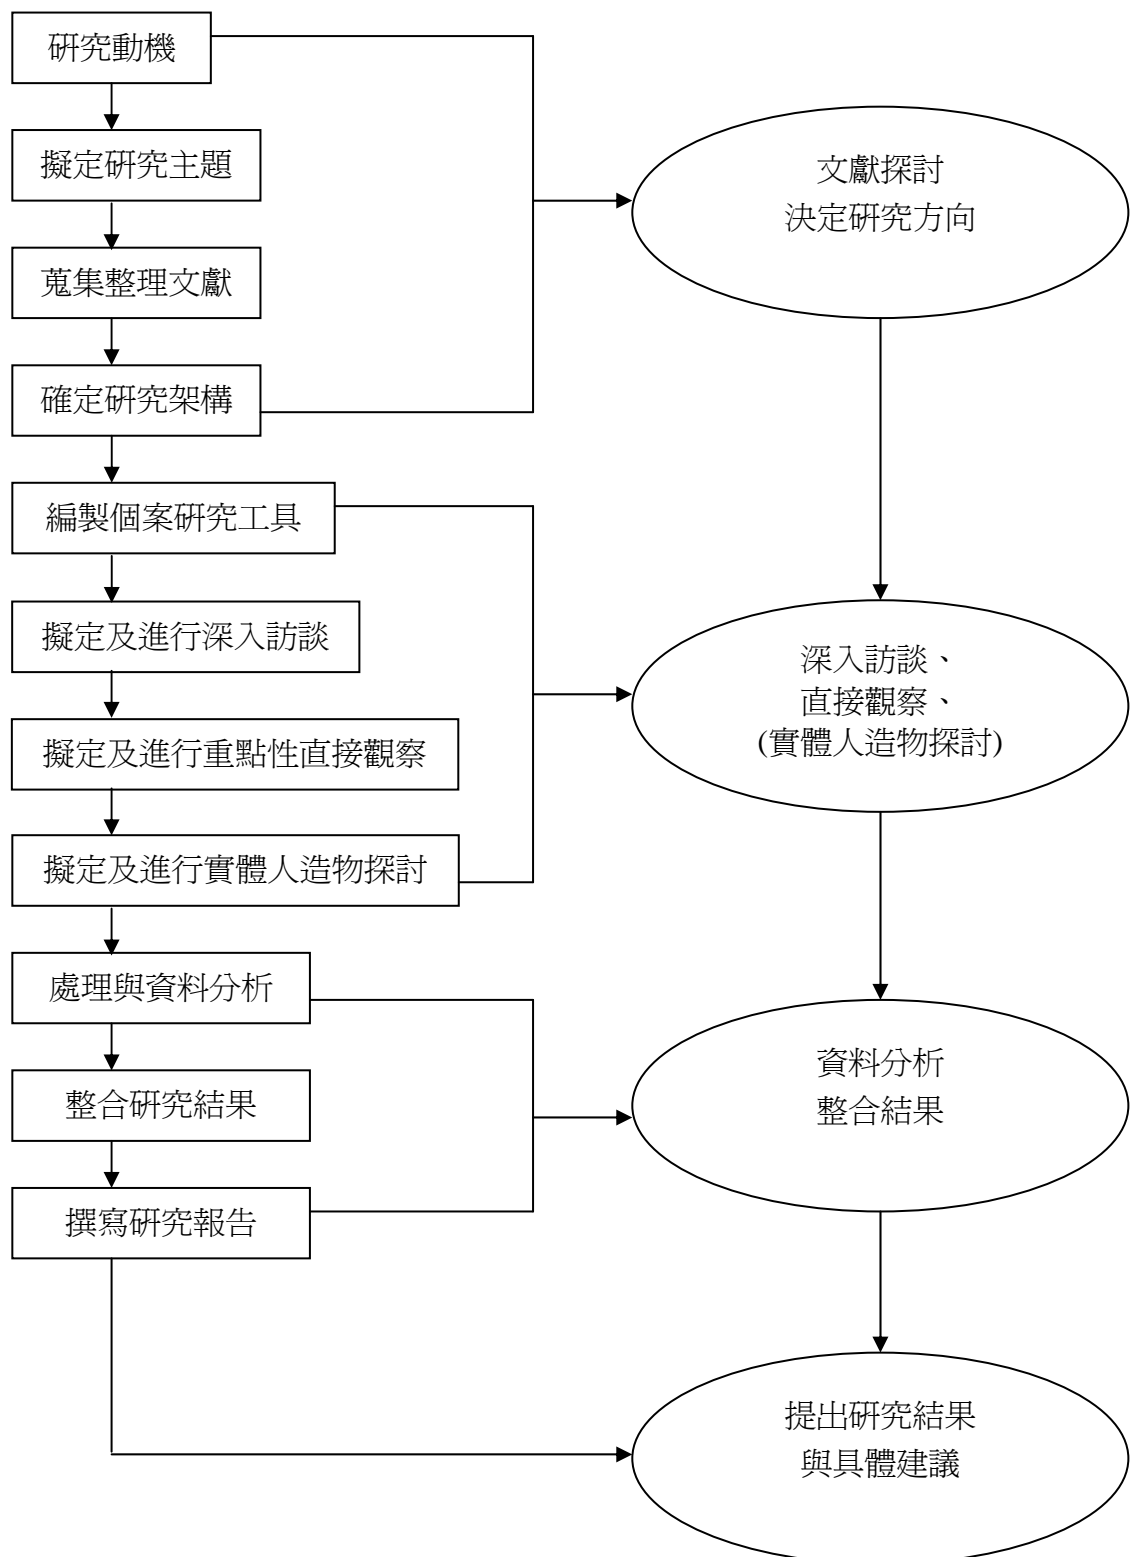 研究動機
擬定研究主題
蒐集整理文獻
確定研究架構
編製個案研究工具
擬定及進行深入訪談
擬定及進行重點性直接觀察
擬定及進行實體人造物探討
處理與資料分析
整合研究結果
撰寫研究報告
文獻探討
決定研究方向
深入訪談、
直接觀察、
(實體人造物探討)
資料分析
整合結果
提出研究結果
與具體建議